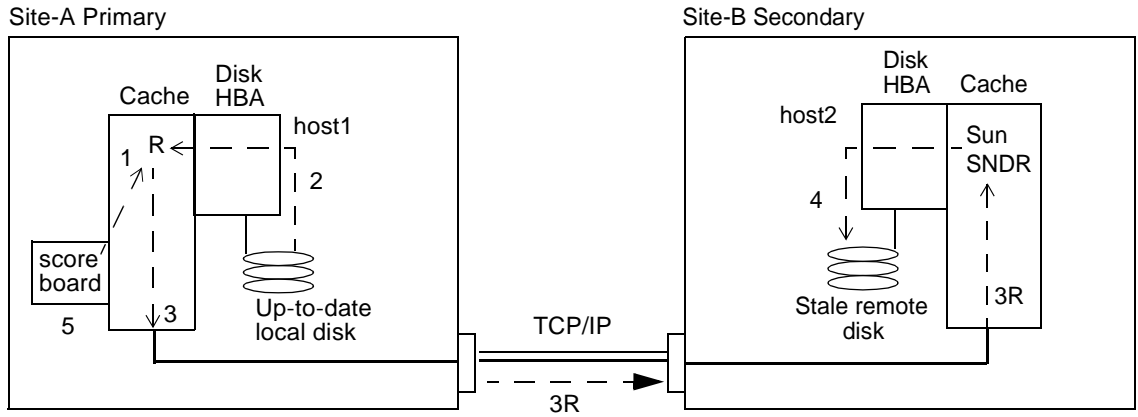 Site-A Primary
Site-B Secondary
Disk
HBA
Cache
host1
R
1
2
score
board
5
3
Up-to-date
local disk
TCP/IP
3R
Disk
HBA
Cache
host2
Sun
SNDR
4
Stale remote
disk
3R